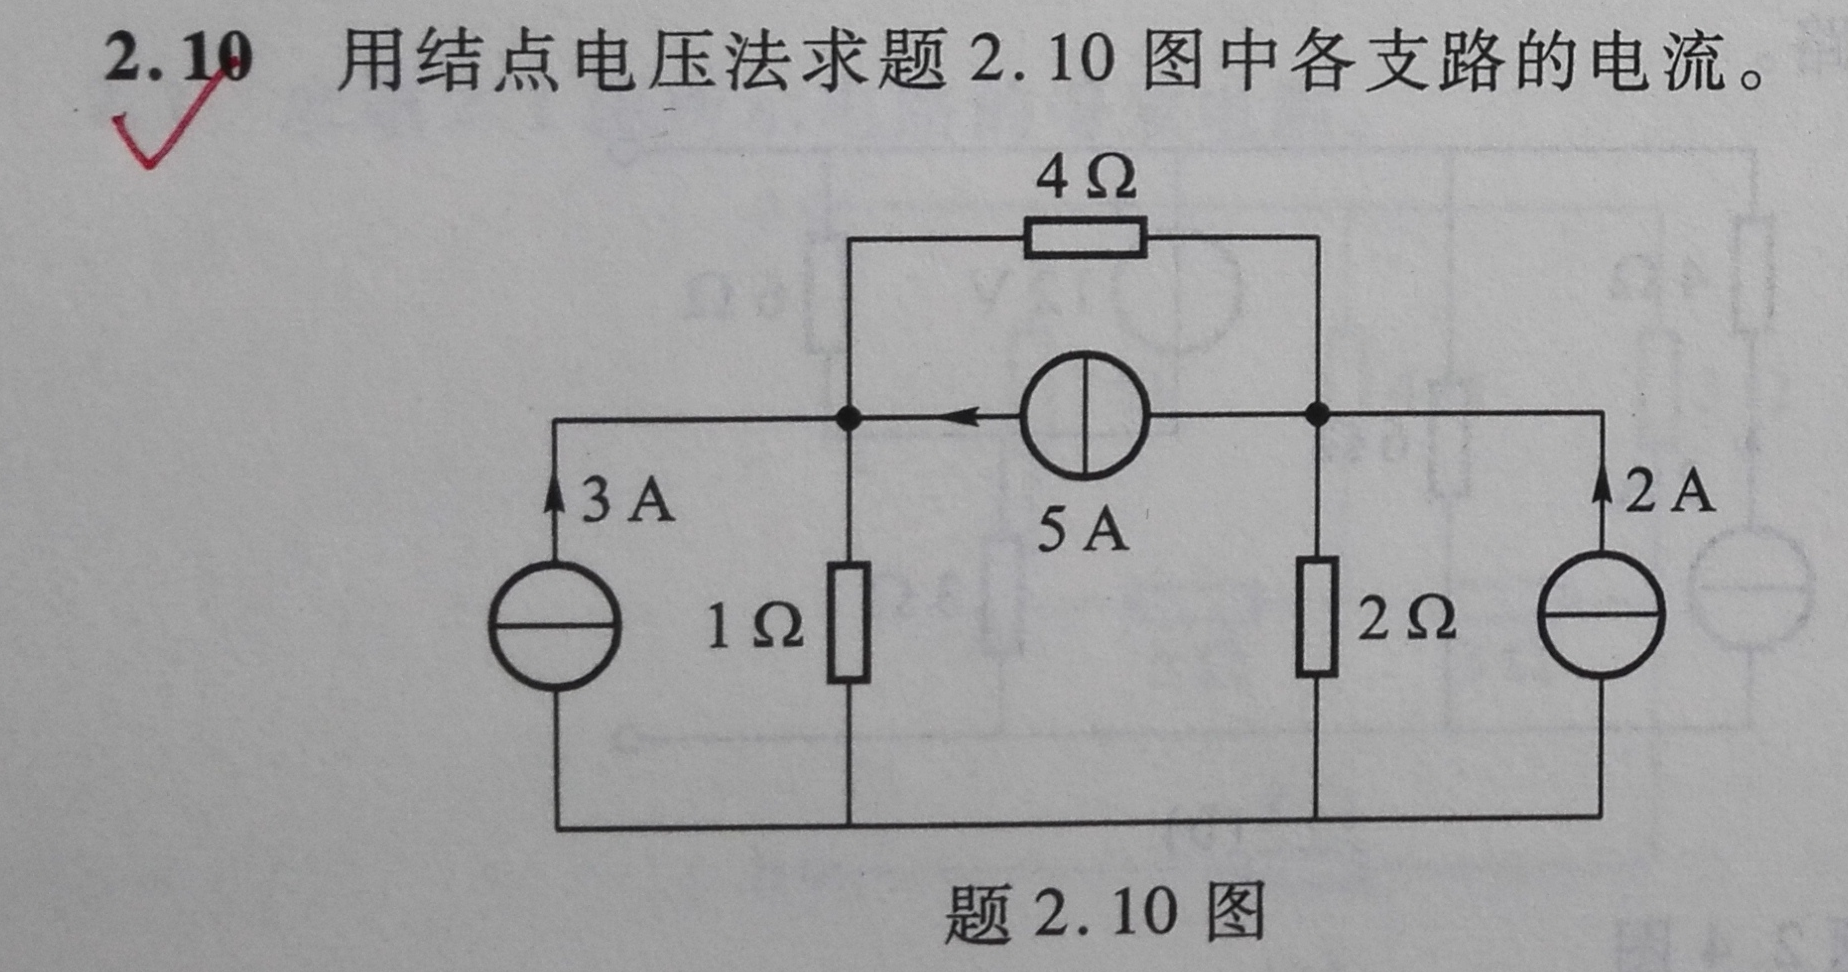 2.10 用结点电压法求题 2.10 图中各支路的电流。
4 Ω
3 A
5 A
2 A
1 Ω
2 Ω
题 2.10 图